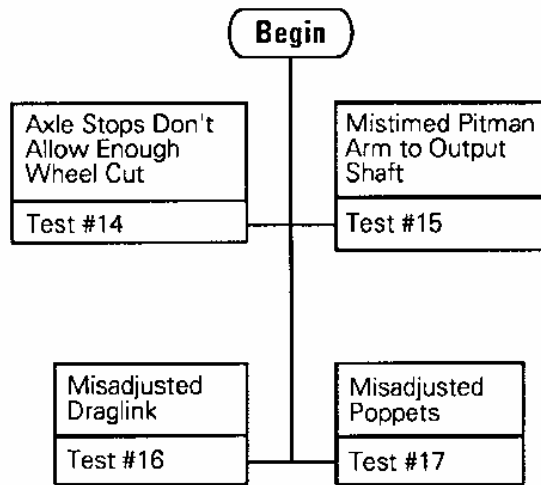 Begin
Axle Stops Don't
Allow Enough
Wheel Cut
Test #14
Mistimed Pitman
Arm to Output
Shaft
Test #15
Misadjusted
Draglink
Test #16
Misadjusted
Poppets
Test #17